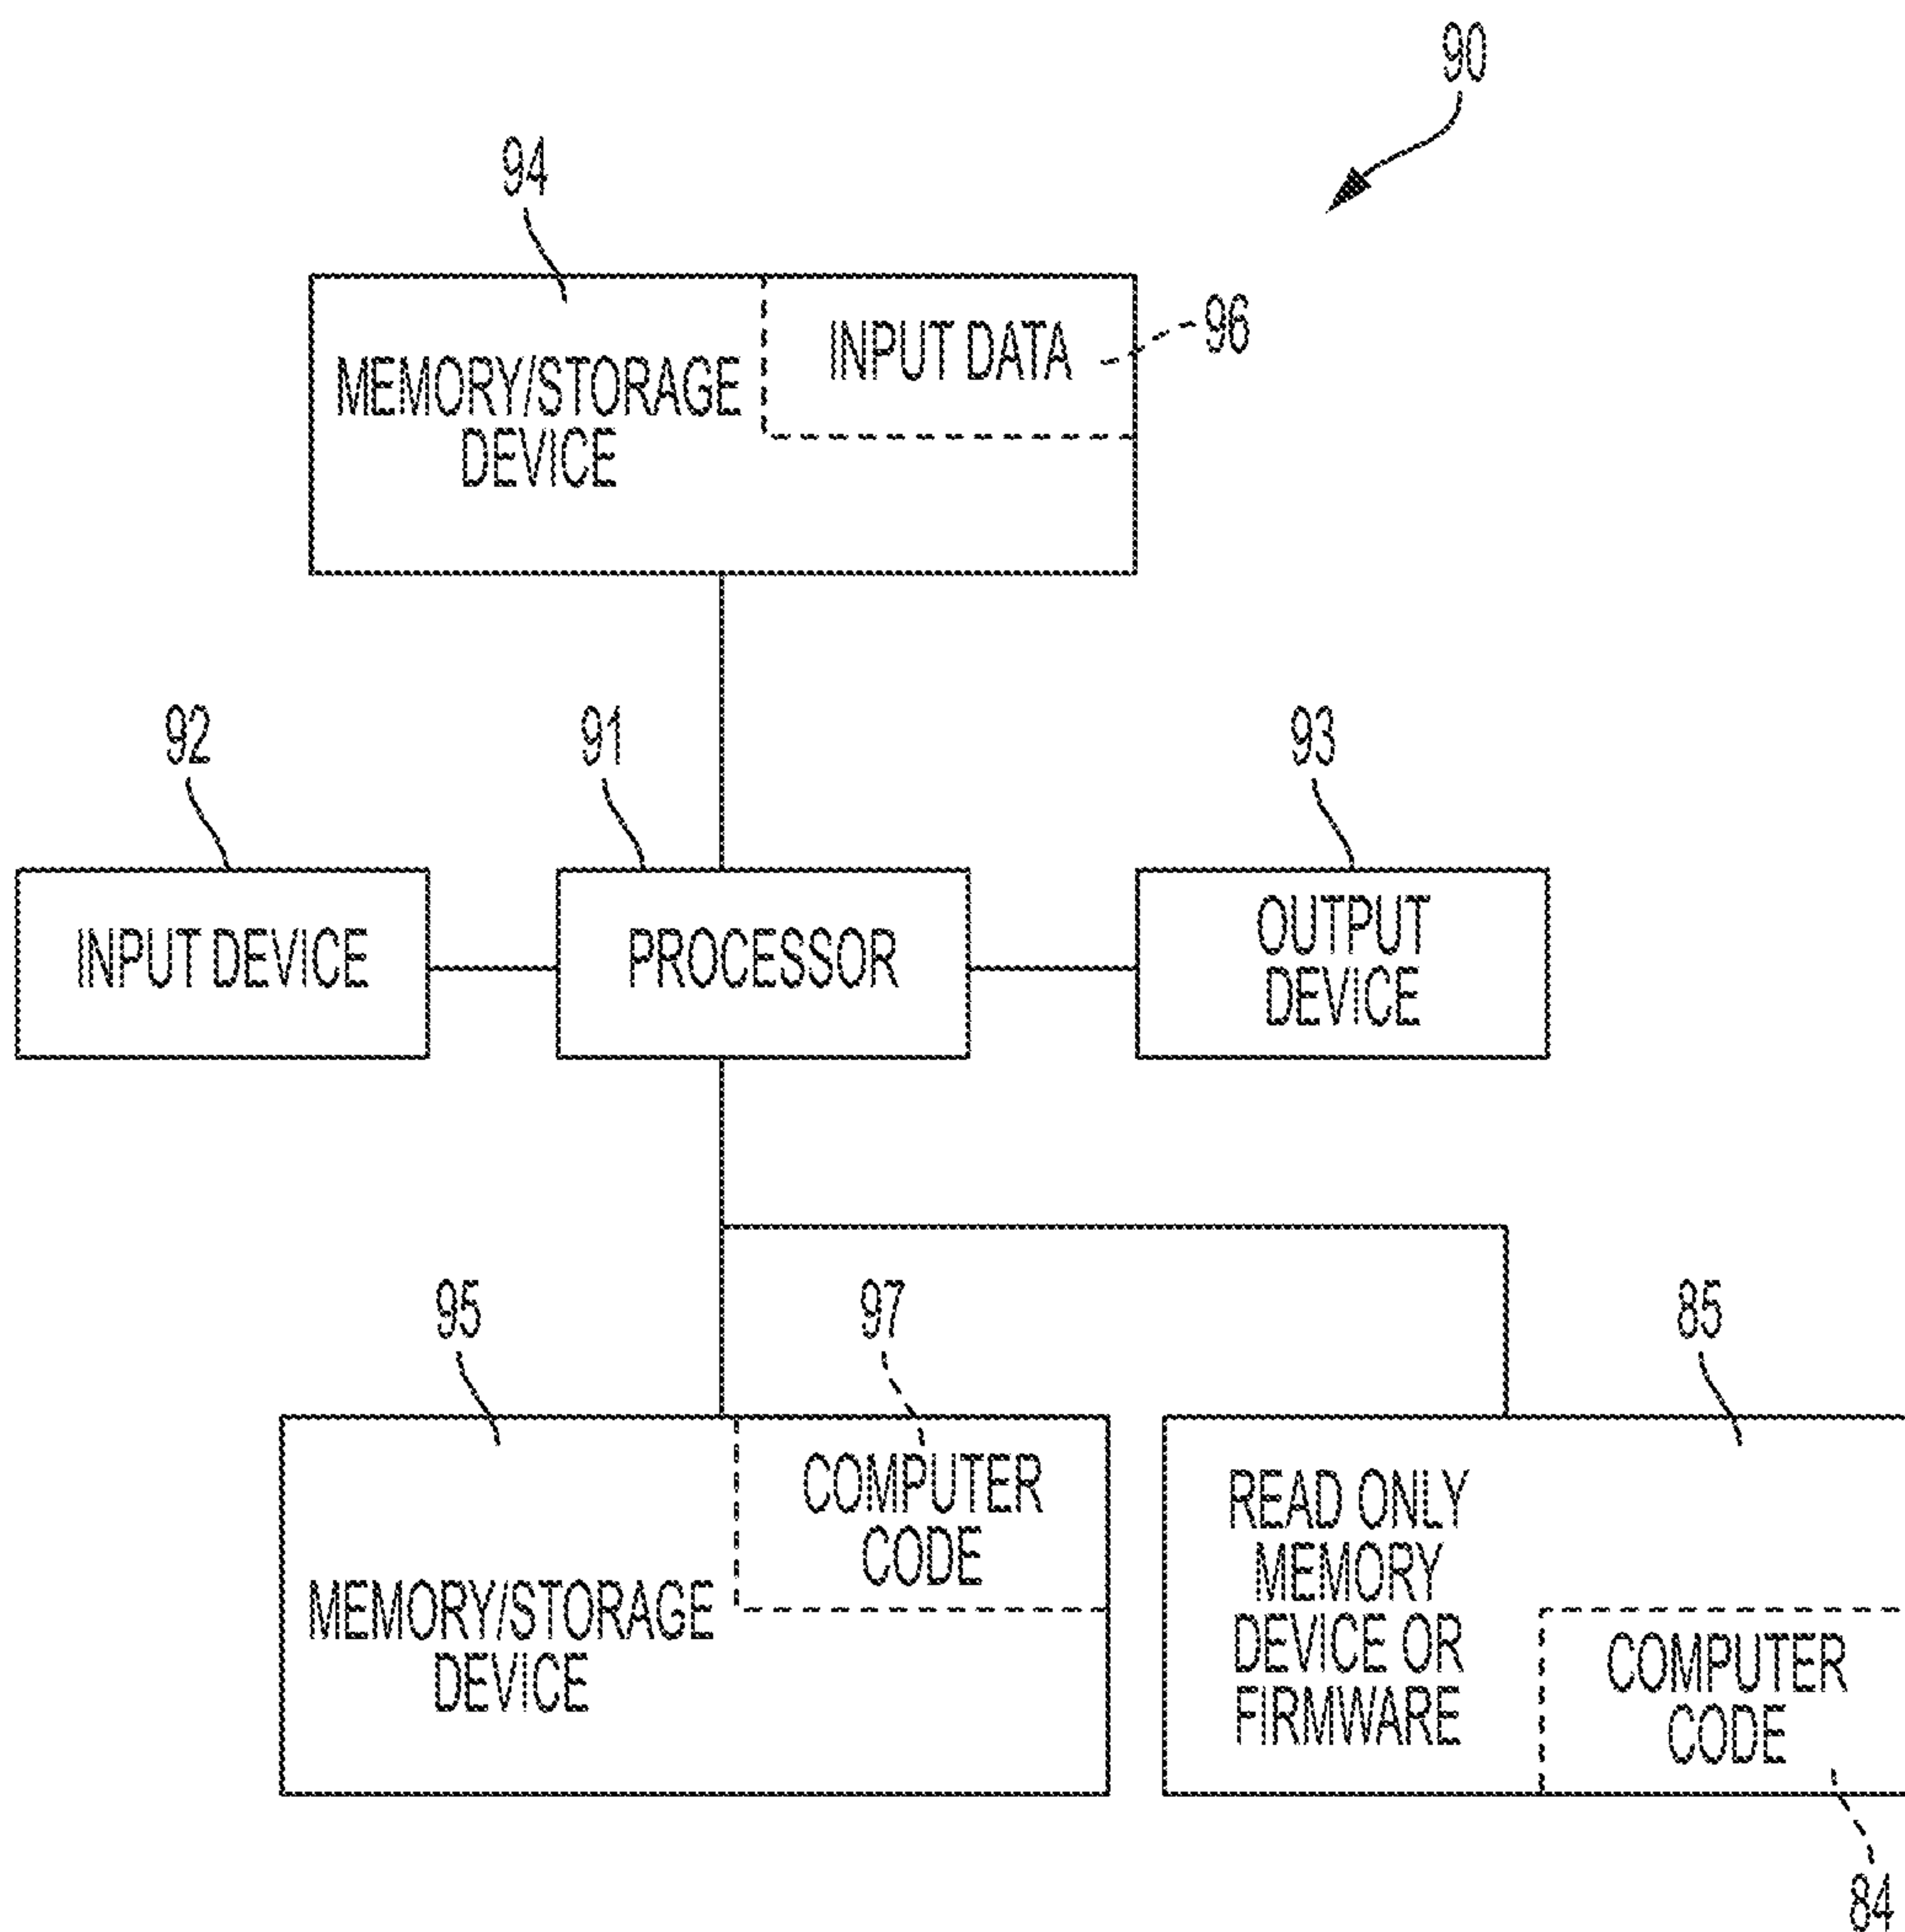 90
94
INPUT DATA
96
MEMORY/STORAGE
DEVICE
92
91
93
INPUT DEVICE
PROCESSOR
OUTPUT
DEVICE
95
97
85
COMPUTER
CODE
MEMORY/STORAGE
DEVICE
READ ONLY
MEMORY
DEVICE OR
FIRMWARE
COMPUTER
CODE
84